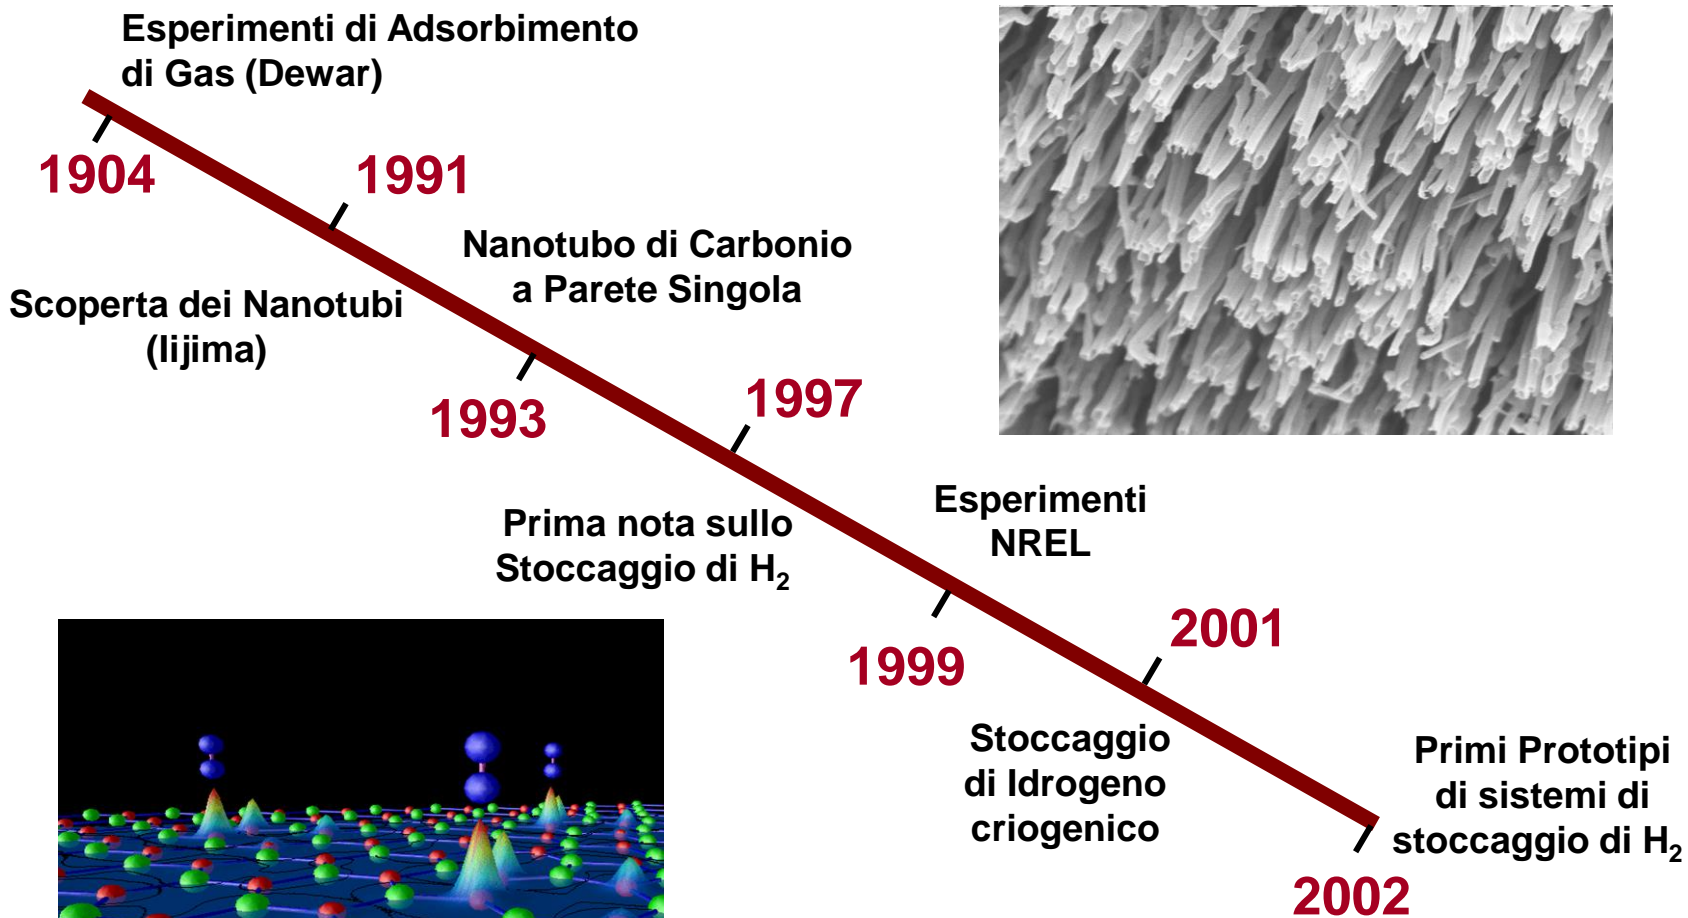 Esperimenti di Adsorbimento
di Gas (Dewar)
1904
1991
Scoperta dei Nanotubi
(Iijima)
Nanotubo di Carbonio
a Parete Singola
1993
1997
Prima nota sullo
Stoccaggio di H₂
Esperimenti
NREL
1999
2001
Stoccaggio
di Idrogeno
criogenico
Primi Prototipi
di sistemi di
stoccaggio di H₂
2002